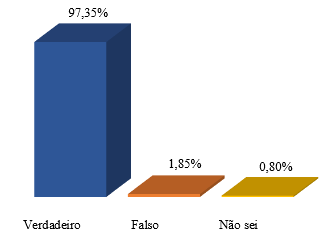 97,35%
1,85%
0,80%
Verdadeiro
Falso
Não sei